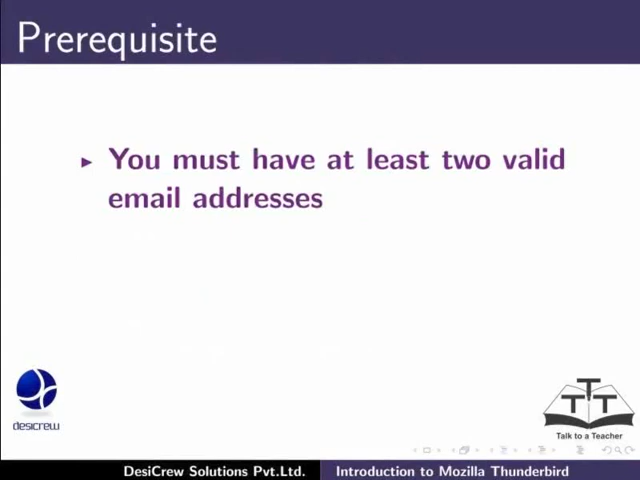 Prerequisite
You must have at least two valid
email addresses
desicrew
T T T
Talk to a Teacher
DesiCrew Solutions Pvt.Ltd. Introduction to Mozilla Thunderbird